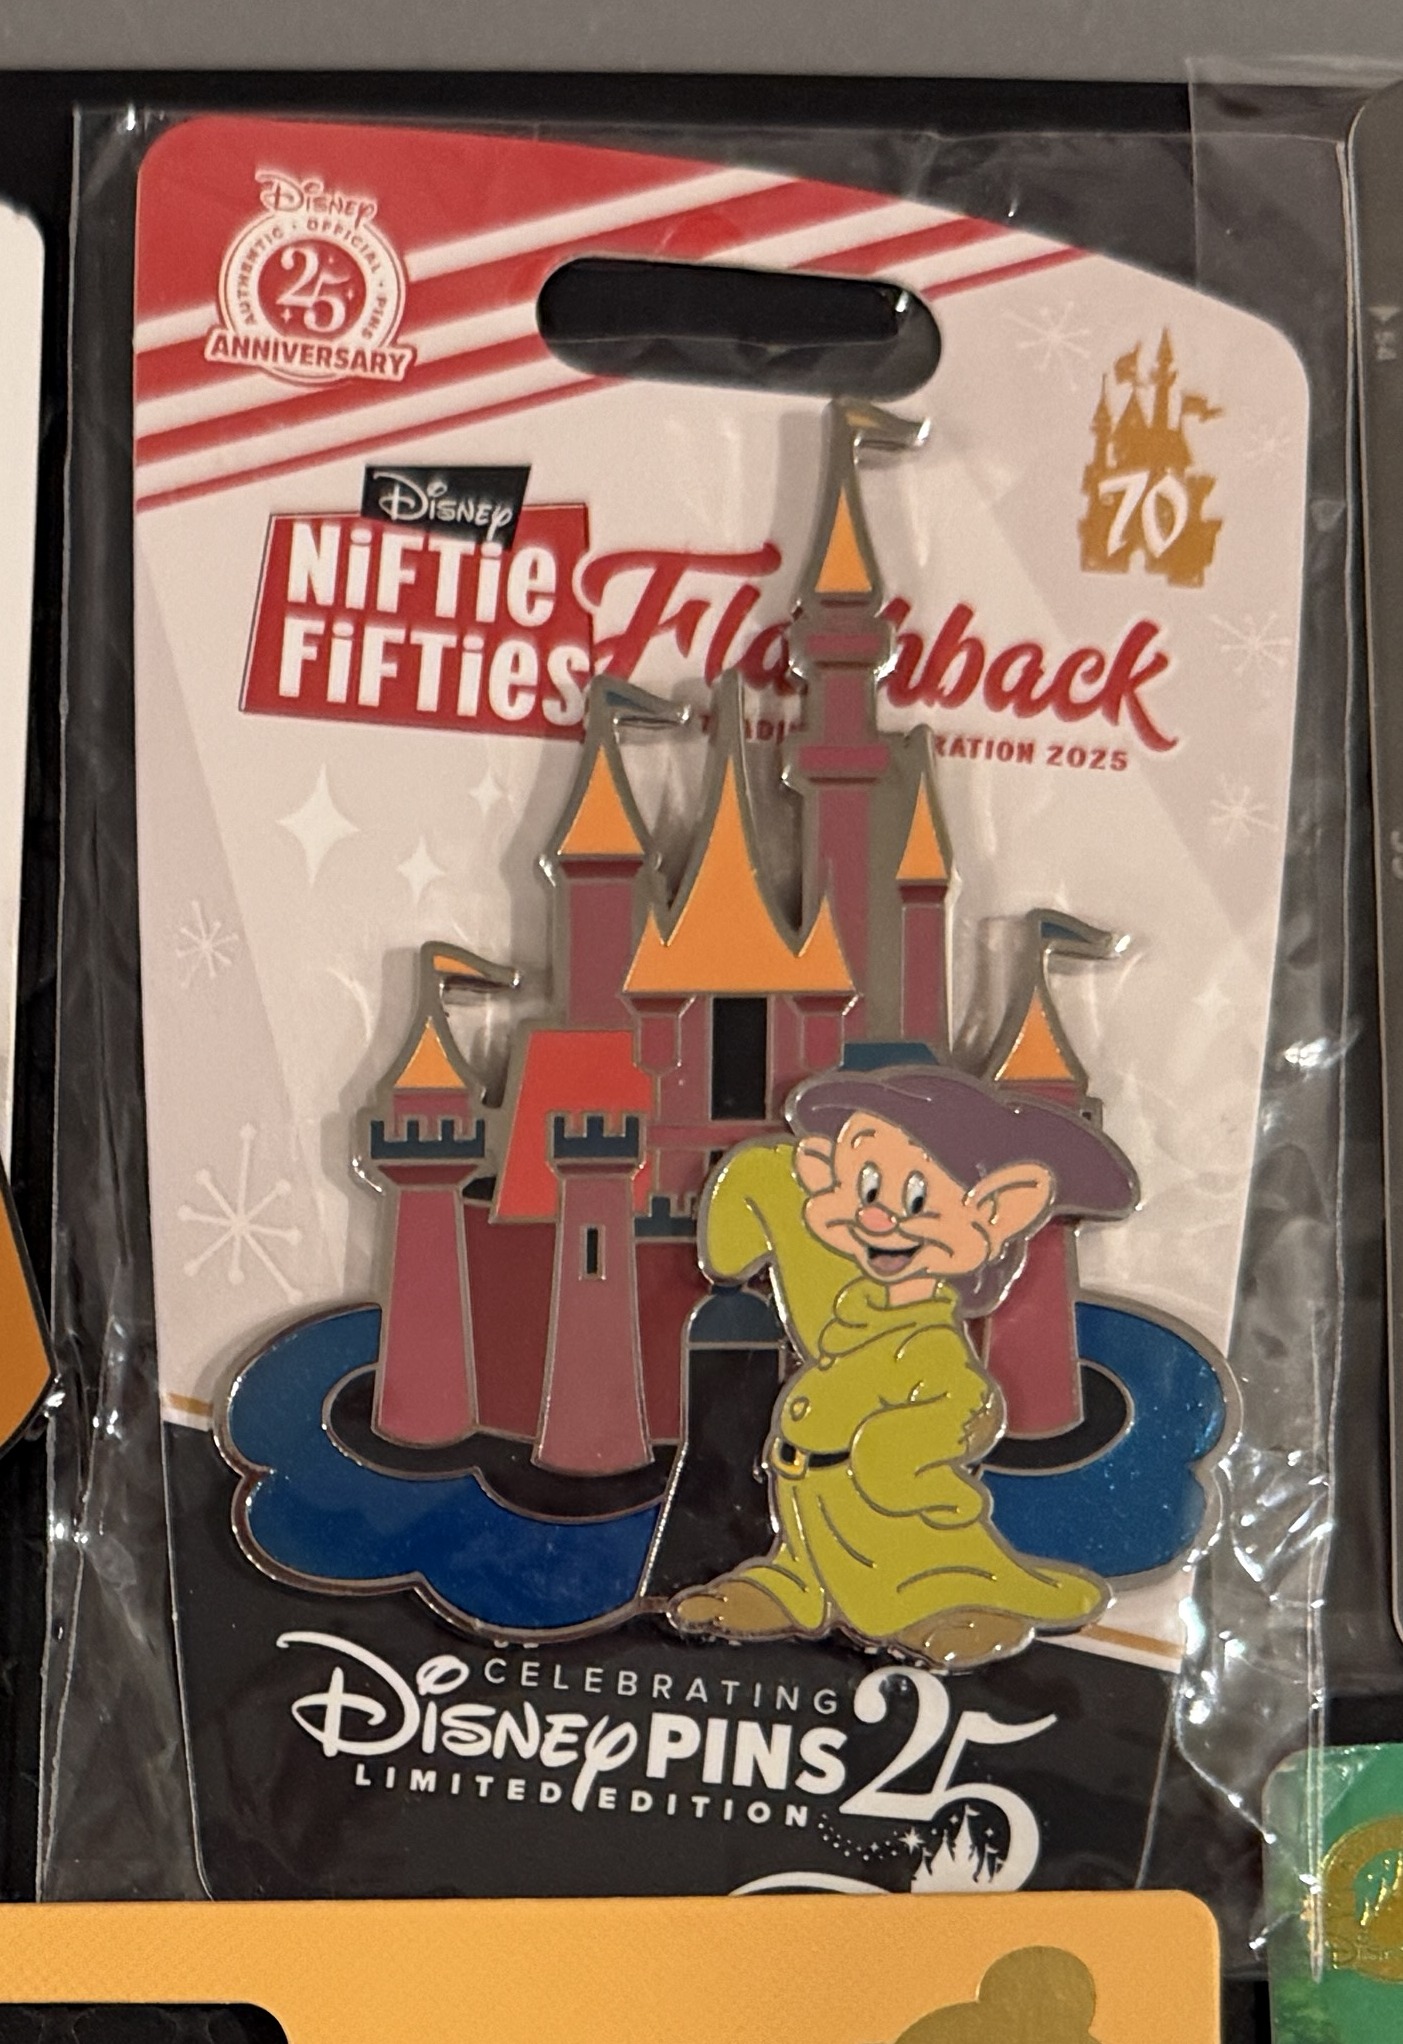 Disney
AUTHENTIC • OFFICIAL • PINS
25
ANNIVERSARY
70
Disney
NiFTie
FiFTies
RATION 2025
CELEBRATING
Disney PINS 25
LIMITED EDITION